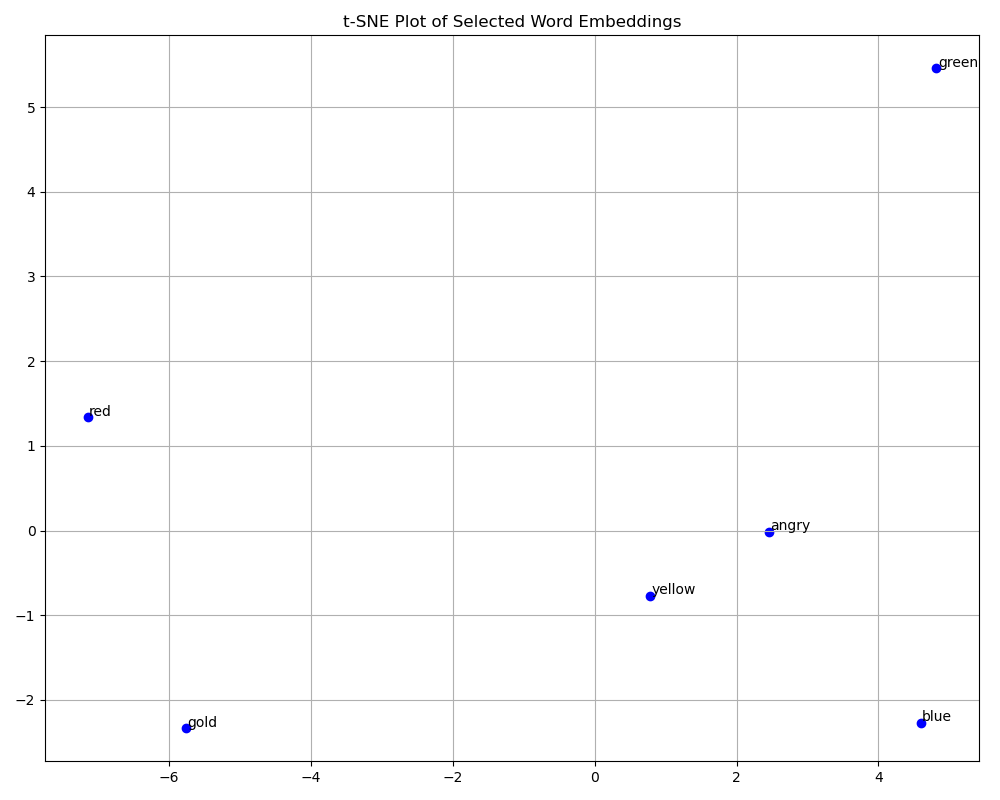 t-SNE Plot of Selected Word Embeddings
green
5
4
3
2
red
1
angry
0
yellow
−1
blue
gold
−2
−6 −4 −2 0 2 4